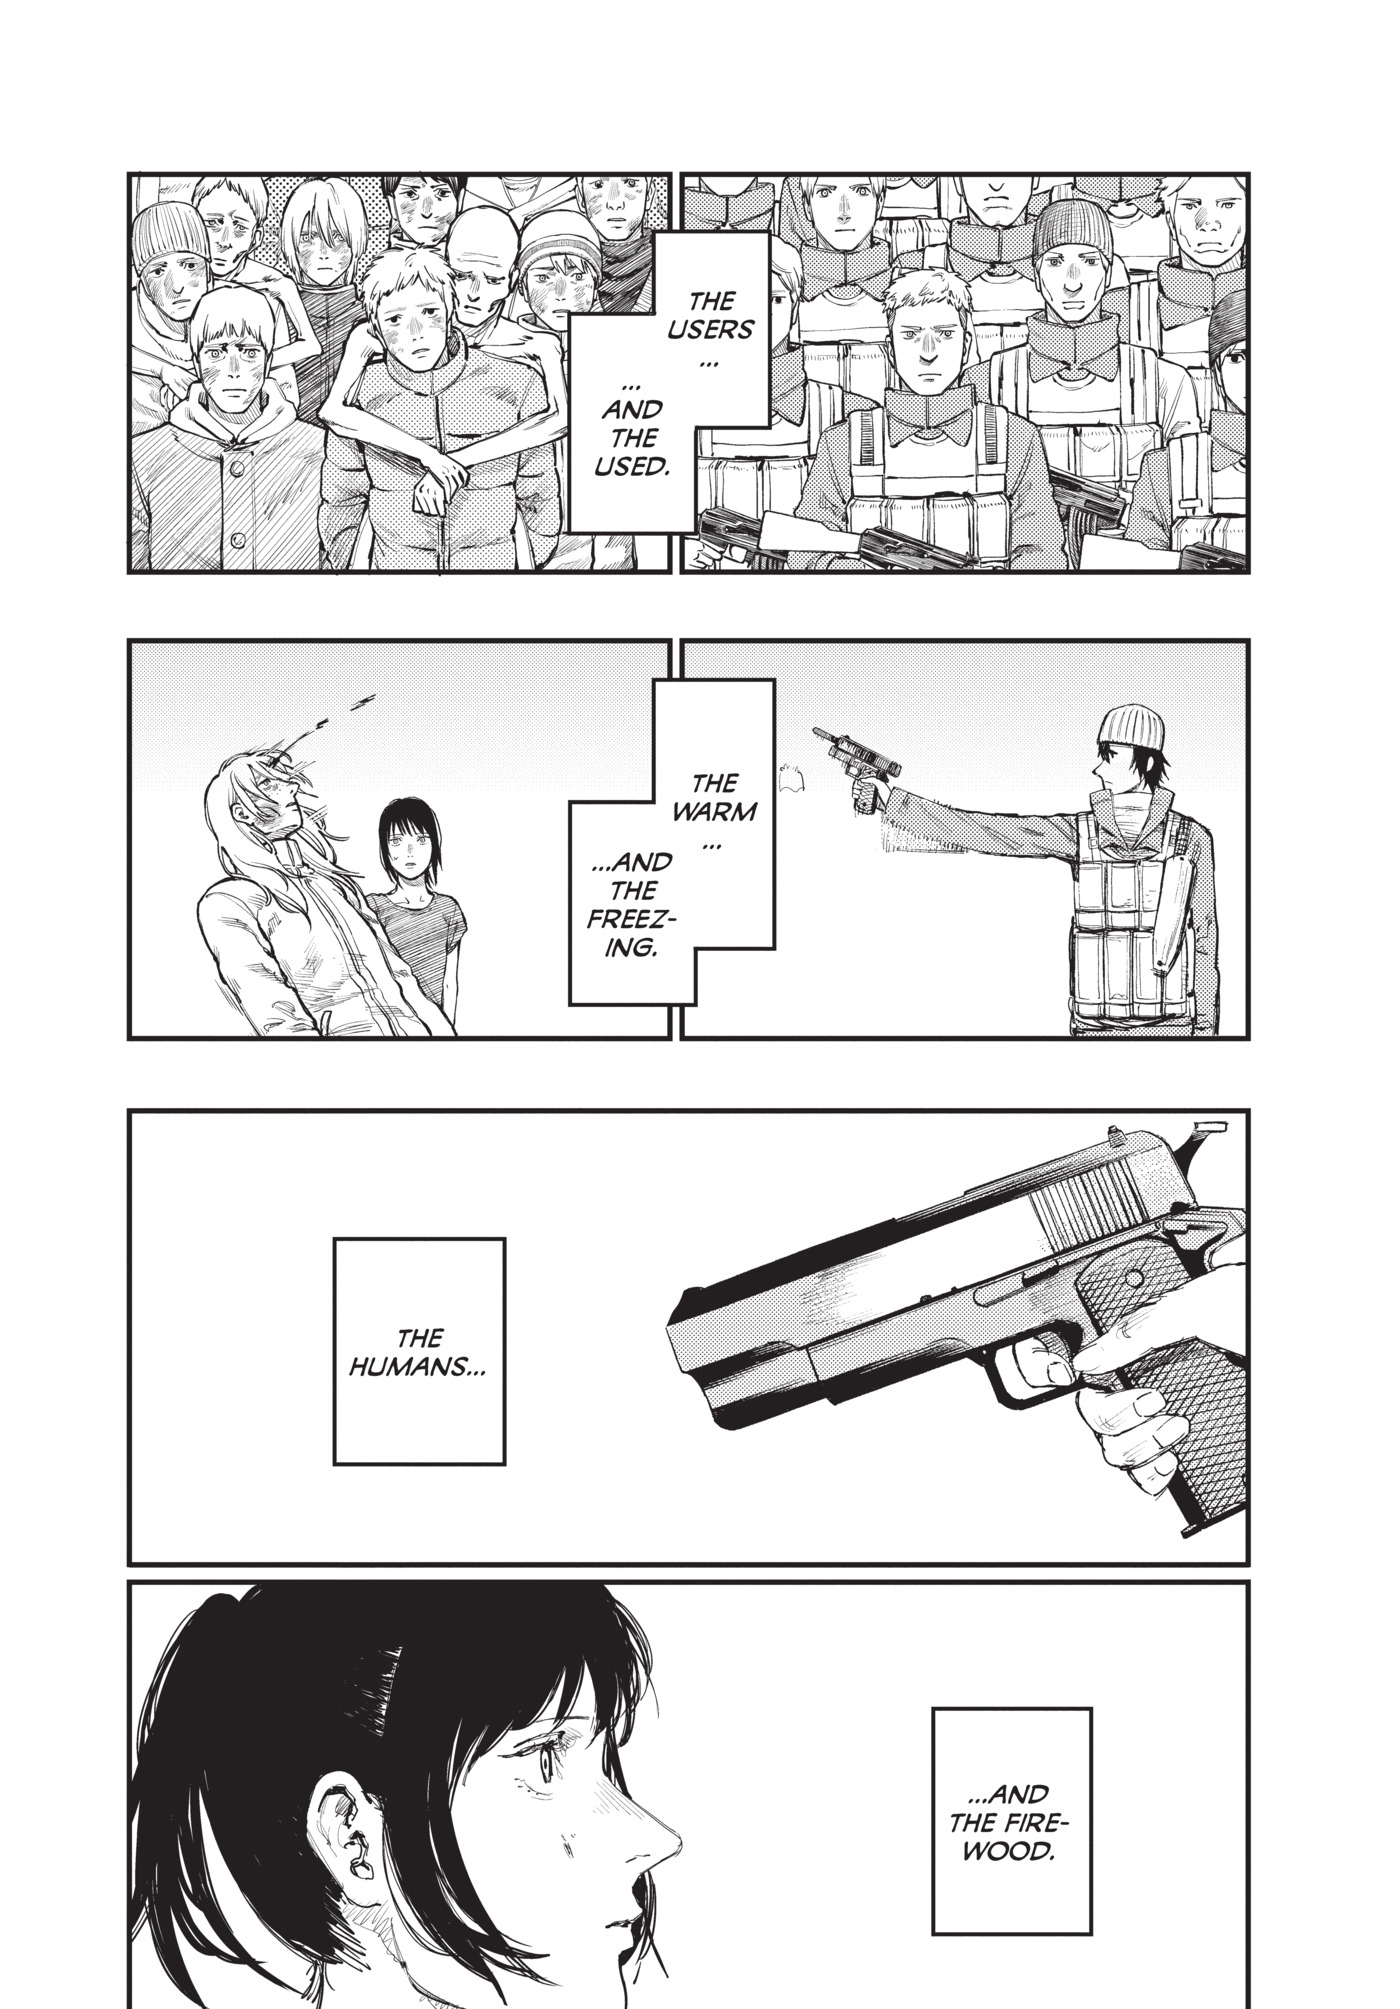 THE
USERS
...
...
AND
THE
USED.
THE
WARM
...
...AND
THE
FREEZ-
ING.
THE
HUMANS...
...AND
THE FIRE-
WOOD.